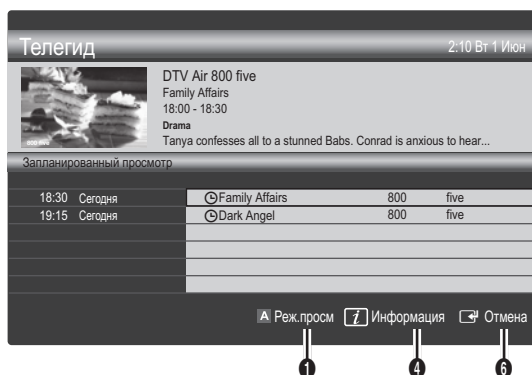 Телегид 2:10 Вт 1 Июн
DTV Air 800 five
Family Affairs
18:00 - 18:30
Drama
Tanya confesses all to a stunned Babs. Conrad is anxious to hear...
800 five
Запланированный просмотр
18:30 Сегодня Family Affairs 800 five
19:15 Сегодня Dark Angel 800 five
A Реж.просм i Информация Отмена
1 4 6